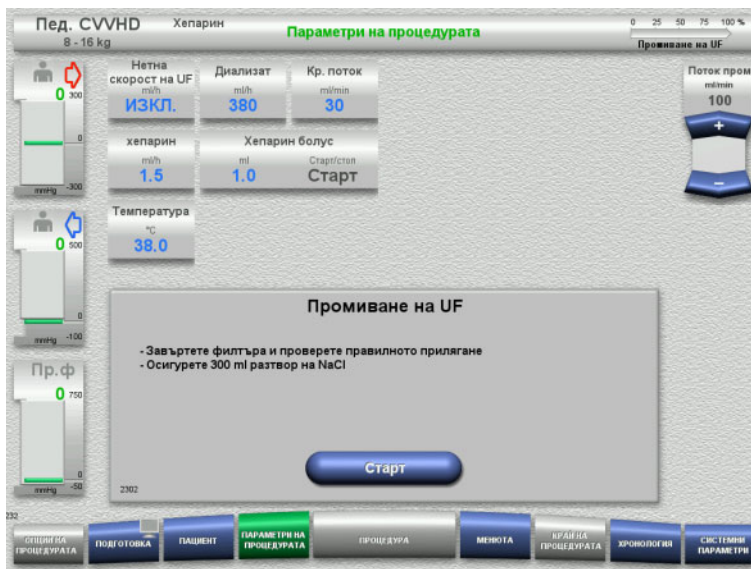 Пед. CVVHD
Хепарин
8 - 16 kg
Параметри на процедурата
0 25 50 75 100 %
Промиване на UF
0
300
0
mmHg -300
Нетна
скорост на UF
ml/h
ИЗКЛ.
Диализат
ml/h
380
Кр. поток
ml/min
30
Поток пром
ml/min
100
+
−
хепарин
ml/h
1.5
Хепарин болус
ml
1.0
Старт/стоп
Старт
Температура
°C
38.0
0
500
0
mmHg -100
Пр.ф
0
750
0
mmHg -50
Промиване на UF
- Завъртете филтъра и проверете правилното прилягане
- Осигурете 300 ml разтвор на NaCl
Старт
2302
232
ОПЦИИ НА
ПРОЦЕДУРАТА
ПОДГОТОВКА
ПАЦИЕНТ
ПАРАМЕТРИ НА
ПРОЦЕДУРАТА
ПРОЦЕДУРА
МЕНЮТА
КРАЙ НА
ПРОЦЕДУРАТА
ХРОНОЛОГИЯ
СИСТЕМНИ
ПАРАМЕТРИ